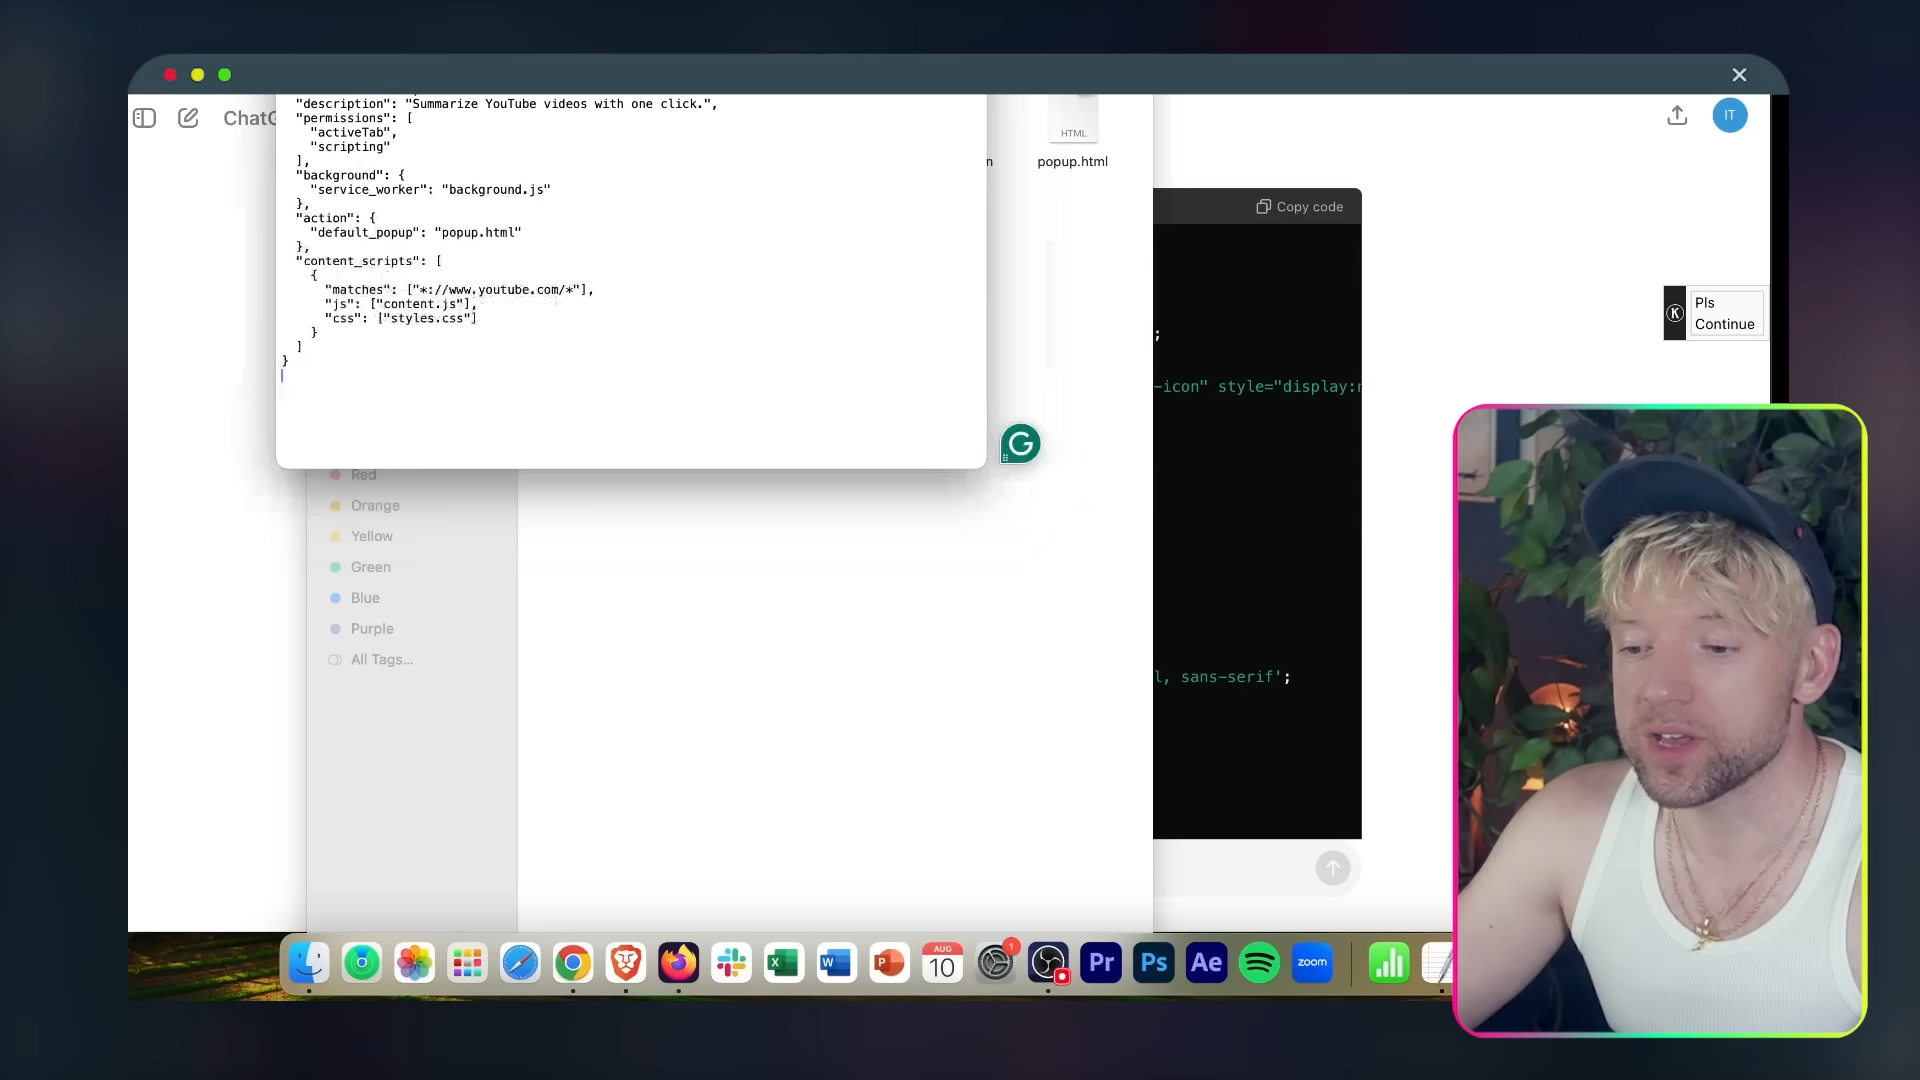 ChatG
"description": "Summarize YouTube videos with one click.",
"permissions": [
"activeTab",
"scripting"
],
"background": {
"service_worker": "background.js"
},
"action": {
"default_popup": "popup.html"
},
"content_scripts": [
{
"matches": ["*://www.youtube.com/*"],
"js": ["content.js"],
"css": ["styles.css"]
}
]
}
HTML
n
popup.html
IT
Copy code
;
-icon" style="display:n
l, sans-serif';
K
Pls
Continue
G
Red
Orange
Yellow
Green
Blue
Purple
All Tags...
X
W
P
AUG
10
1
Pr
Ps
Ae
zoom